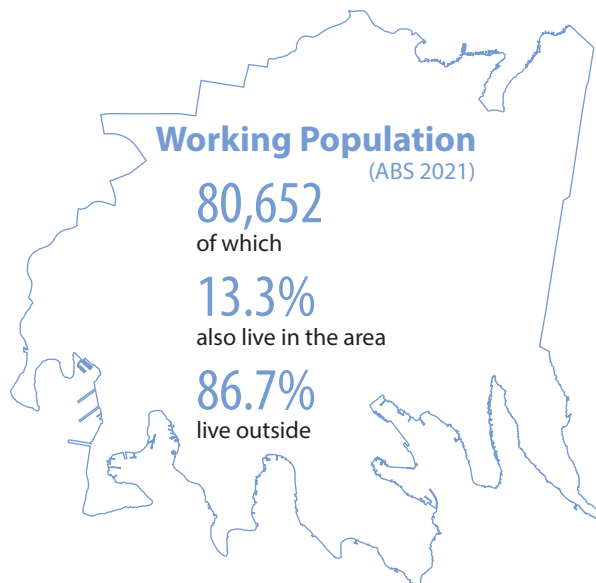 Working Population
(ABS 2021)
80,652
of which
13.3%
also live in the area
86.7%
live outside